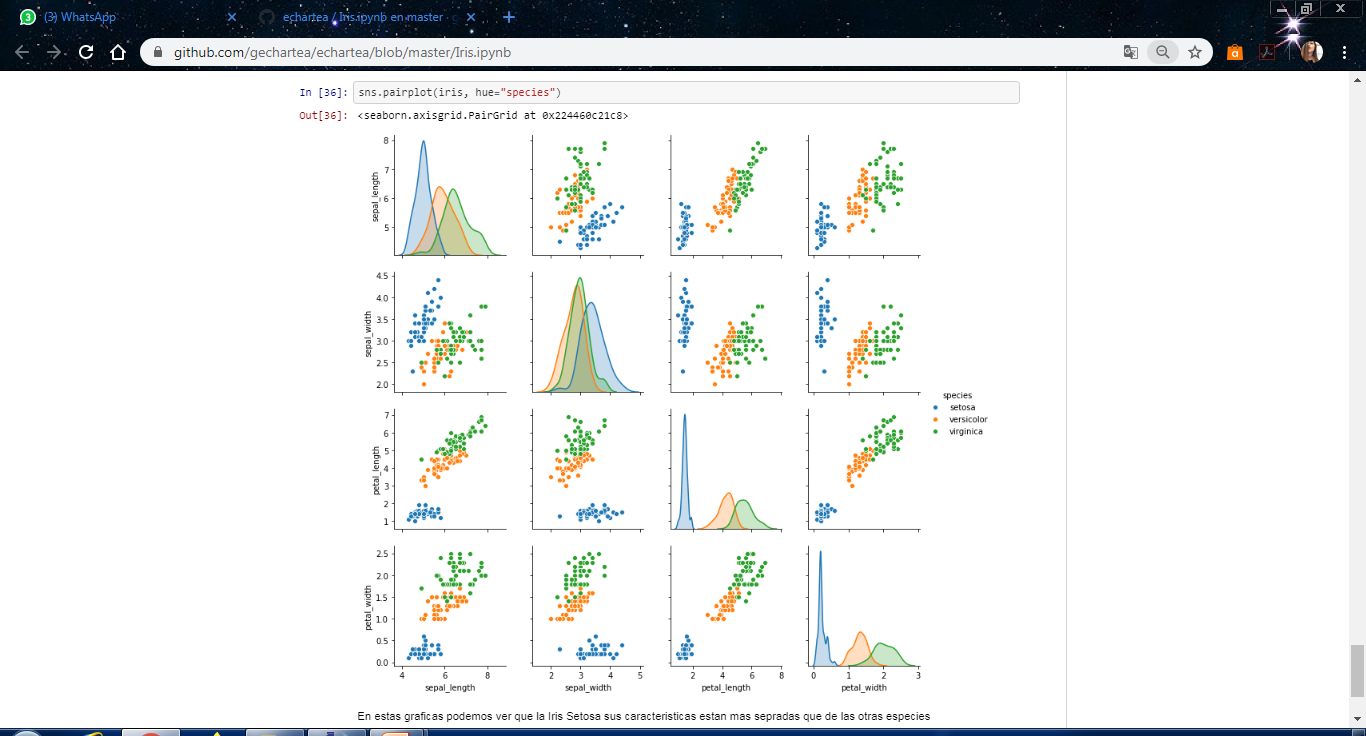 3 (3) WhatsApp
echartea / Iris.ipynb en master · 
github.com/gechartea/echartea/blob/master/Iris.ipynb
In [36]: sns.pairplot(iris, hue="species")
Out[36]: <seaborn.axisgrid.PairGrid at 0x224460c21c8>
sepal_length
8
7
6
5
4 6 8
sepal_width
4.5
4.0
3.5
3.0
2.5
2.0
species
setosa
versicolor
virginica
petal_length
7
6
5
4
3
2
1
petal_width
2.5
2.0
1.5
1.0
0.5
0.0
4 6 8
2 3 4 5
2 4 6 8
0 1 2 3
sepal_length sepal_width petal_length petal_width
En estas graficas podemos ver que la Iris Setosa sus caracteristicas estan mas sepradas que de las otras especies